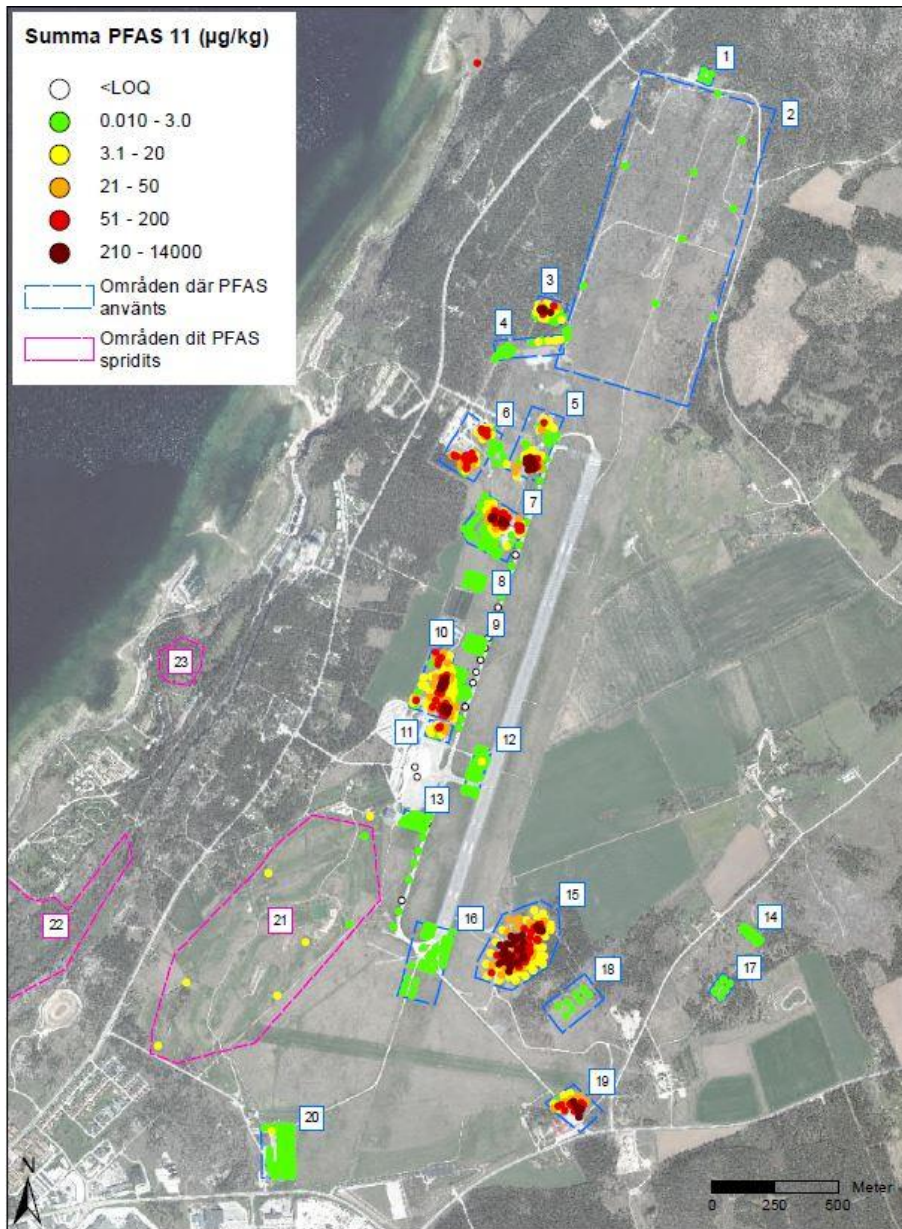 Summa PFAS 11 (µg/kg)
<LOQ
0.010 - 3.0
3.1 - 20
21 - 50
51 - 200
210 - 14000
Områden där PFAS
använts
Områden dit PFAS
spridits
1
2
3
4
5
6
7
8
9
10
23
11
12
13
15
21
16
22
14
18
17
19
20
N
Meter
0 250 500